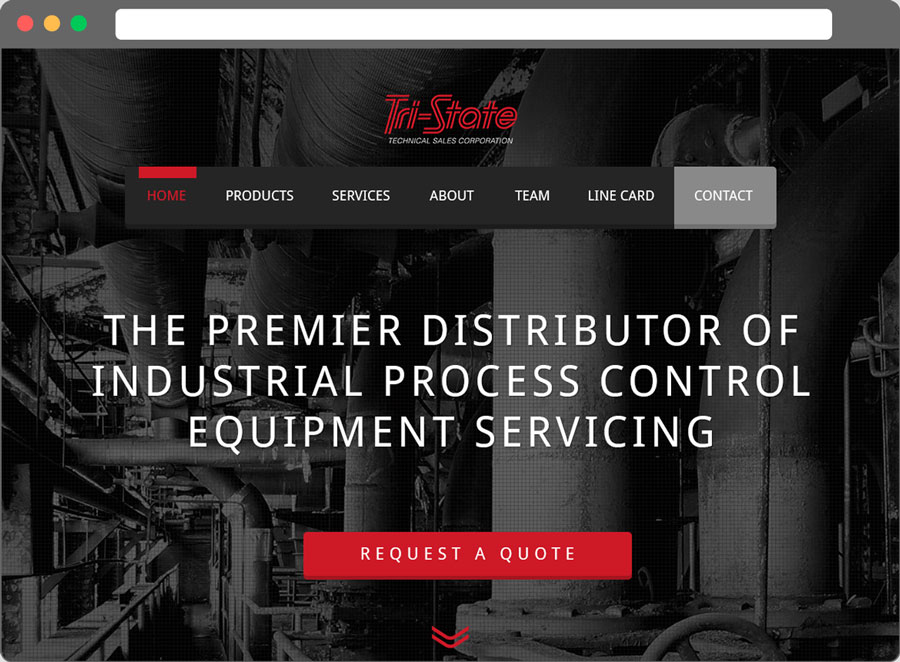 Tri-State
TECHNICAL SALES CORPORATION
HOME PRODUCTS SERVICES ABOUT TEAM LINE CARD CONTACT
THE PREMIER DISTRIBUTOR OF
INDUSTRIAL PROCESS CONTROL
EQUIPMENT SERVICING
REQUEST A QUOTE